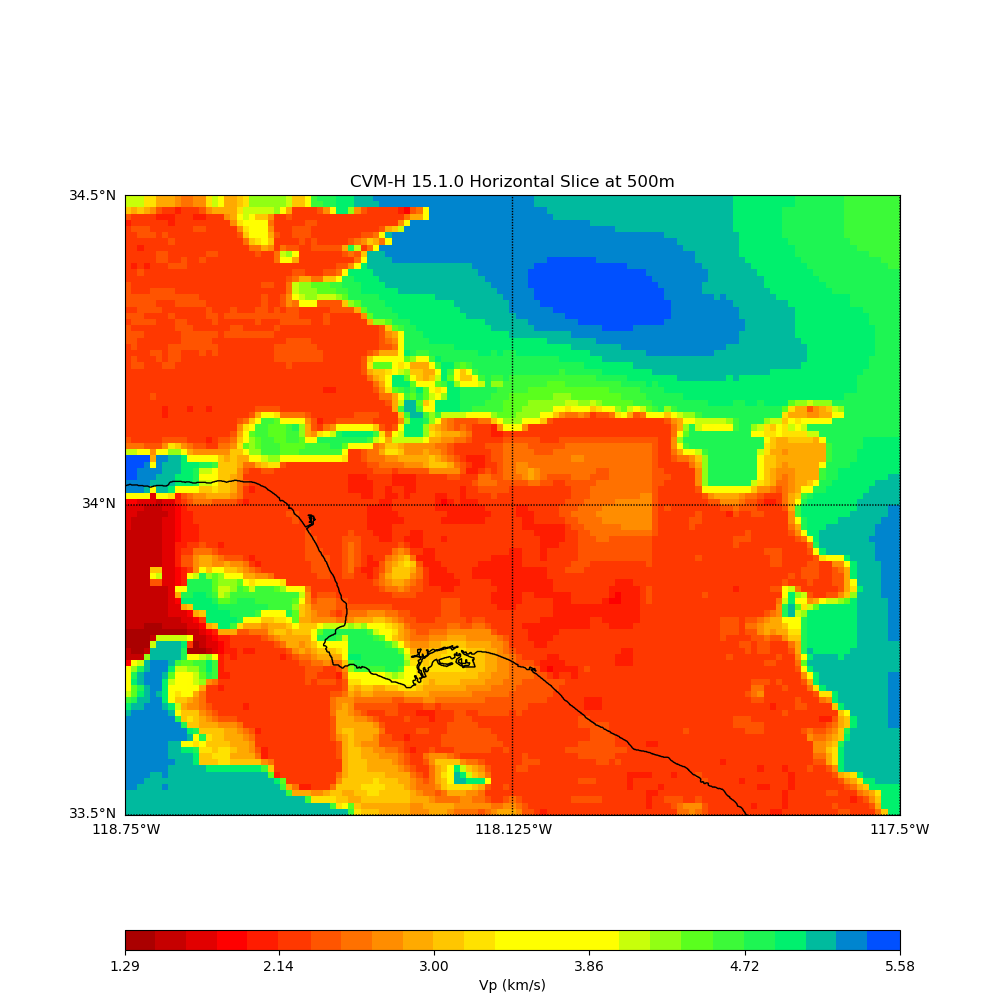 CVM-H 15.1.0 Horizontal Slice at 500m
34.5°N
34°N
33.5°N
118.75°W 118.125°W 117.5°W
1.29 2.14 3.00 3.86 4.72 5.58
Vp (km/s)